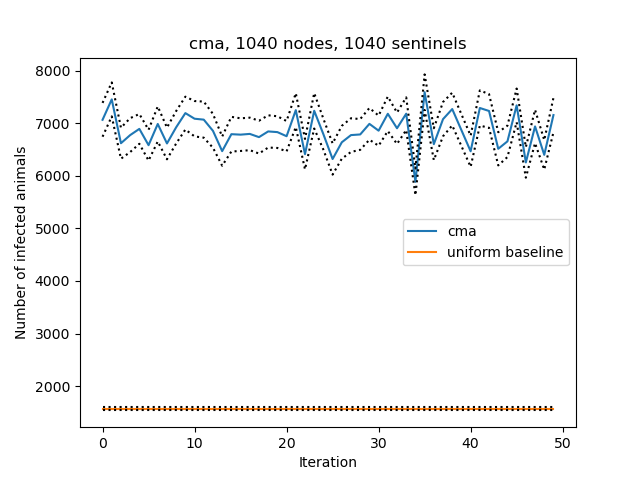 cma, 1040 nodes, 1040 sentinels
8000
7000
6000
5000
4000
3000
2000
Number of infected animals
cma
uniform baseline
0
10
20
30
40
50
Iteration